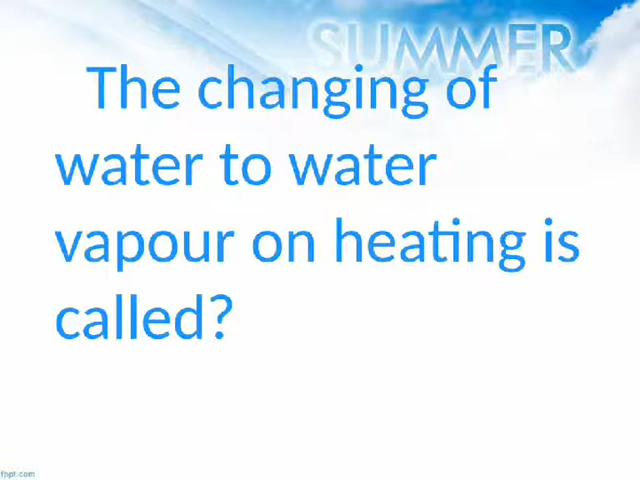 SUMMER
The changing of
water to water
vapour on heating is
called?
fppt.com